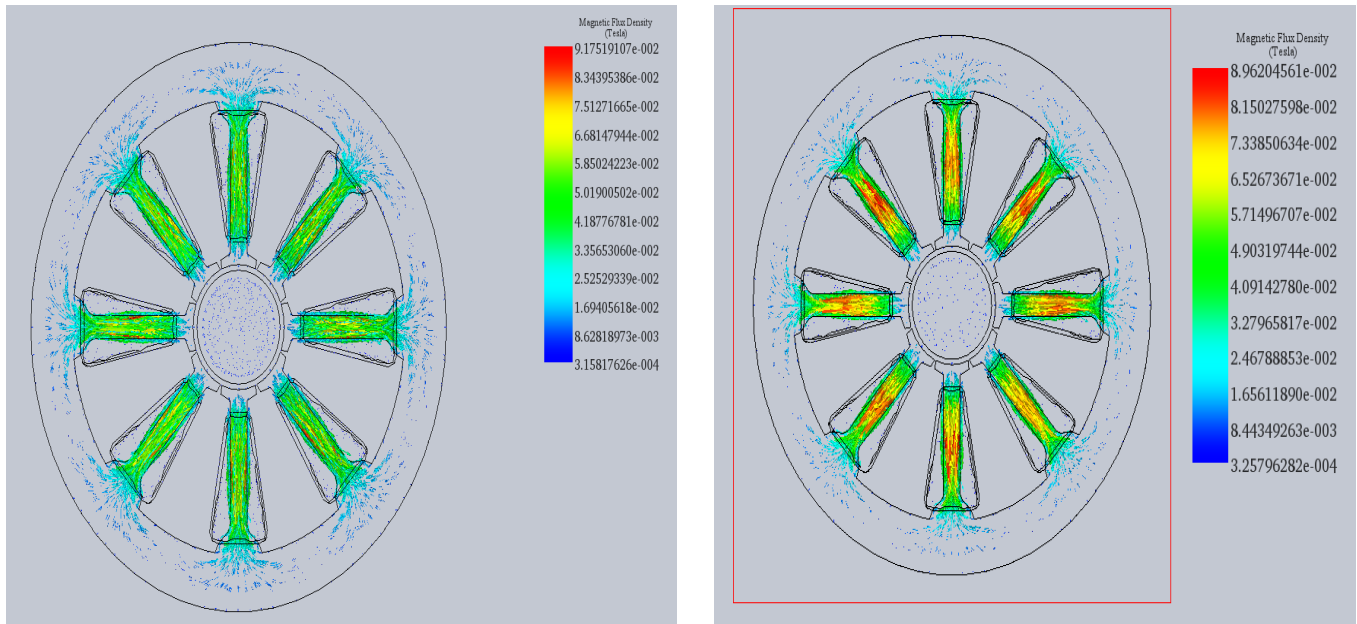 Magnetic Flux Density
(Tesla)
9.17519107e-002
8.34395386e-002
7.51271665e-002
6.68147944e-002
5.85024223e-002
5.01900502e-002
4.18776781e-002
3.35653060e-002
2.52529339e-002
1.69405618e-002
8.62818973e-003
3.15817626e-004
Magnetic Flux Density
(Tesla)
8.96204561e-002
8.15027598e-002
7.33850634e-002
6.52673671e-002
5.71496707e-002
4.90319744e-002
4.09142780e-002
3.27965817e-002
2.46788853e-002
1.65611890e-002
8.44349263e-003
3.25796282e-004